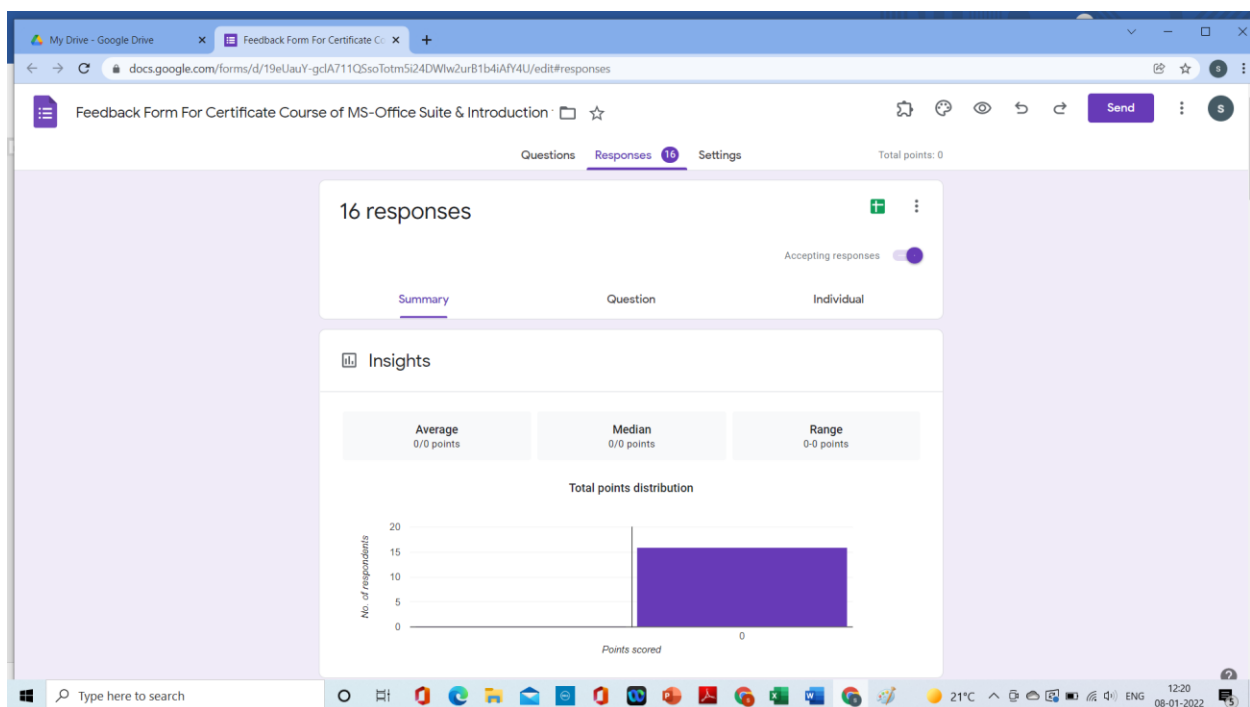 My Drive - Google Drive
Feedback Form For Certificate Co
docs.google.com/forms/d/19eUauY-gclA711QSsoTotm5i24DWIw2urB1b4iAfY4U/edit#responses
S
Feedback Form For Certificate Course of MS-Office Suite & Introduction
Send
S
Questions Responses 16 Settings Total points: 0
16 responses
Accepting responses
Summary Question Individual
Insights
Average Median Range
0/0 points 0/0 points 0-0 points
Total points distribution
No. of respondents
20
15
10
5
0
0
Points scored
Type here to search
21°C ENG 12:20
08-01-2022
5